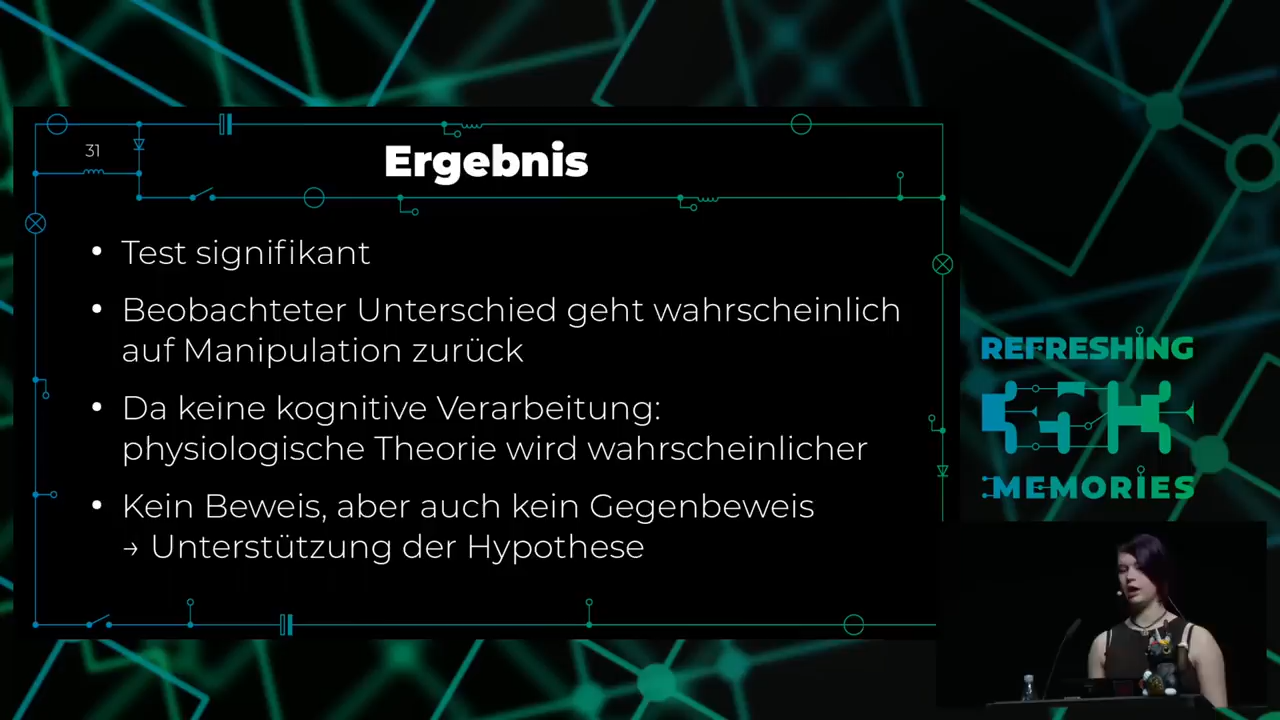 31
Ergebnis
• Test signifikant
• Beobachteter Unterschied geht wahrscheinlich
auf Manipulation zurück
• Da keine kognitive Verarbeitung:
physiologische Theorie wird wahrscheinlicher
• Kein Beweis, aber auch kein Gegenbeweis
→ Unterstützung der Hypothese
REFRESHING
MEMORIES